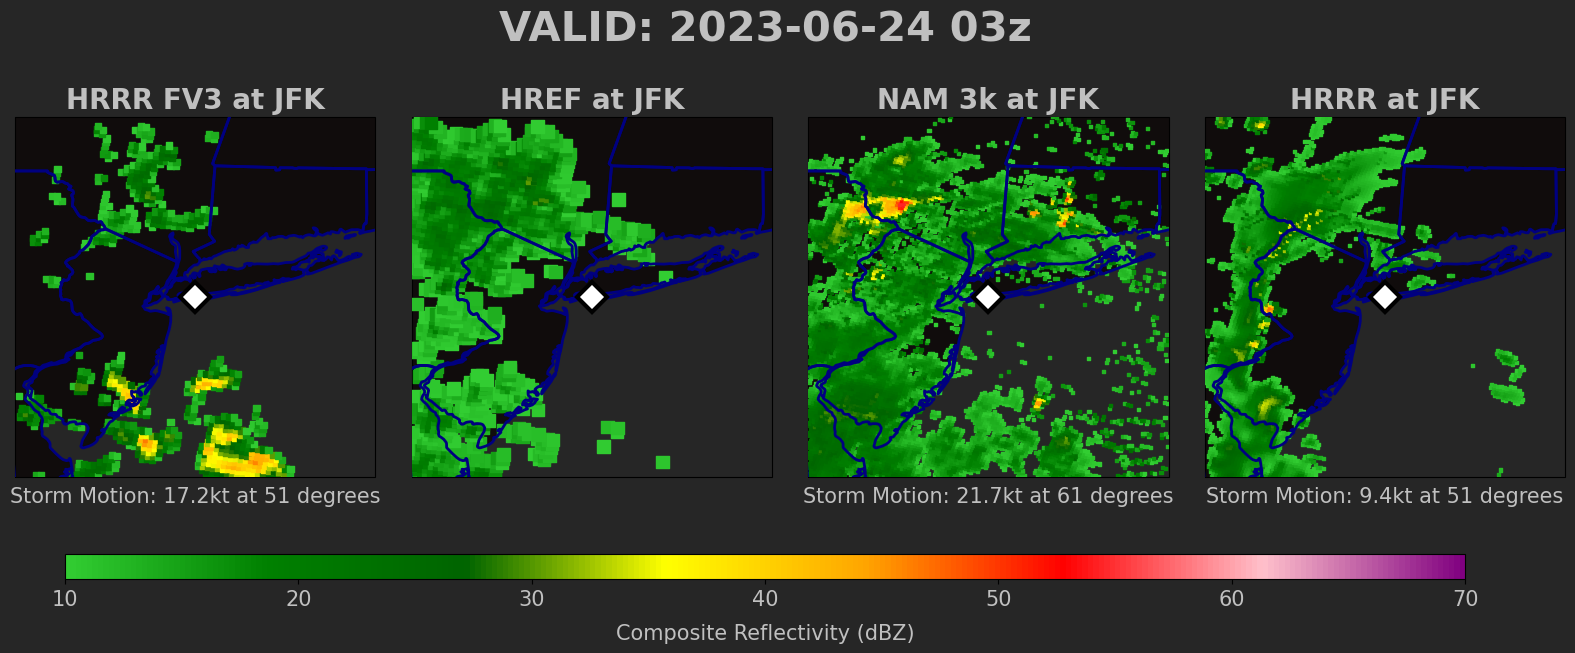 VALID: 2023-06-24 03z
HRRR FV3 at JFK
HREF at JFK
NAM 3k at JFK
HRRR at JFK
Storm Motion: 17.2kt at 51 degrees
Storm Motion: 21.7kt at 61 degrees
Storm Motion: 9.4kt at 51 degrees
10 20 30 40 50 60 70
Composite Reflectivity (dBZ)